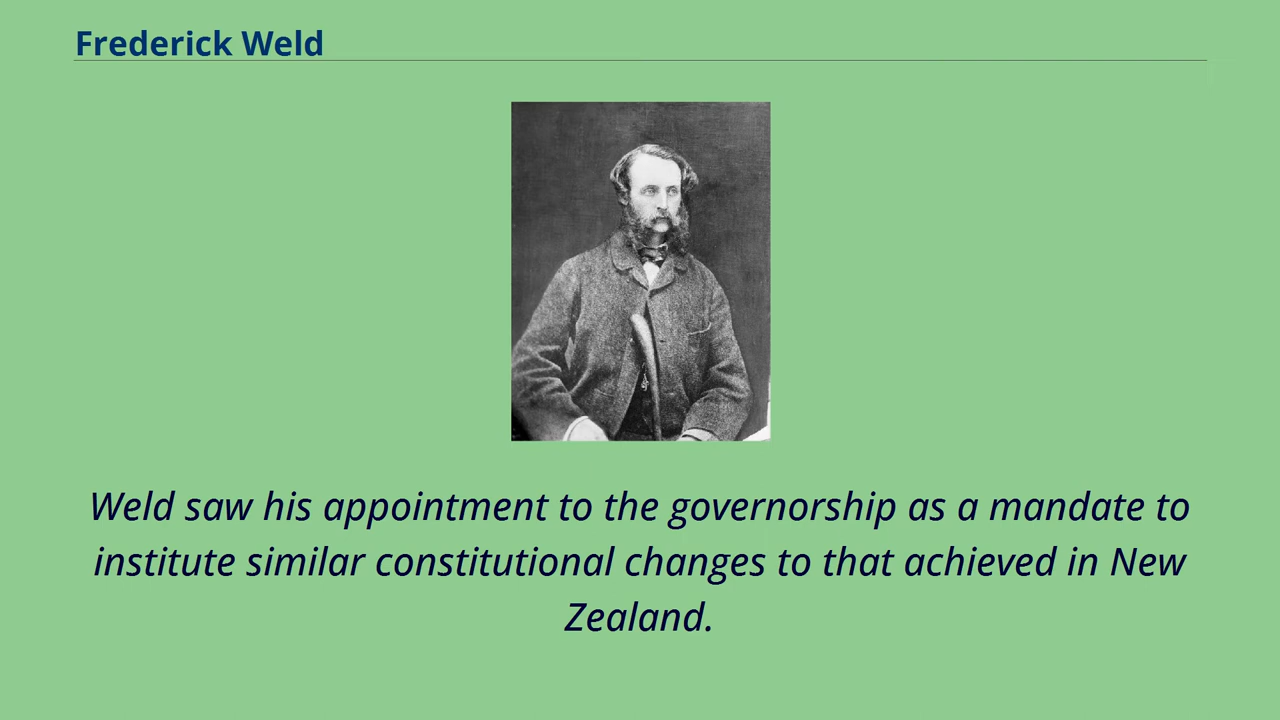 Frederick Weld
Weld saw his appointment to the governorship as a mandate to
institute similar constitutional changes to that achieved in New
Zealand.